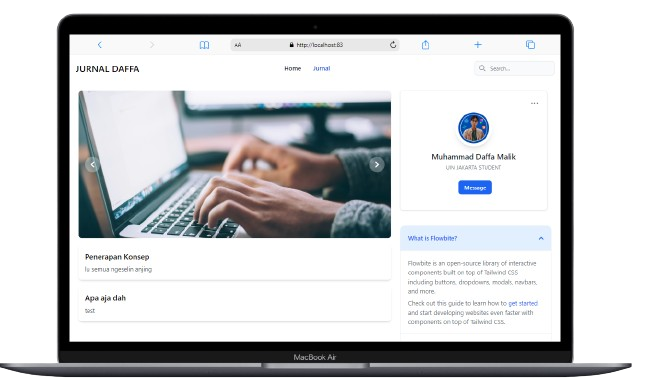 AA http://localhost:63
JURNAL DAFFA Home Jurnal Search...
Muhammad Daffa Malik
UIN JAKARTA STUDENT
Message
Penerapan Konsep
lu semua ngeselin anjing
Apa aja dah
test
What is Flowbite?
Flowbite is an open-source library of interactive
components built on top of Tailwind CSS
including buttons, dropdowns, modals, navbars,
and more.
Check out this guide to learn how to get started
and start developing websites even faster with
components on top of Tailwind CSS.
MacBook Air